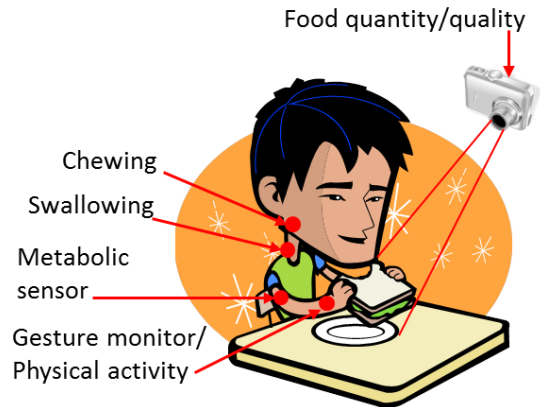 Food quantity/quality
Chewing
Swallowing
Metabolic
sensor
Gesture monitor/
Physical activity